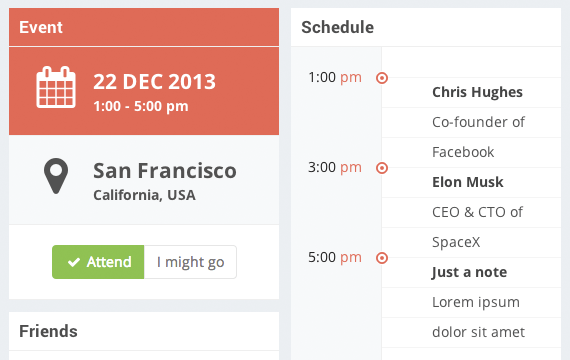 Event
22 DEC 2013
1:00 - 5:00 pm
San Francisco
California, USA
Attend
I might go
Friends
Schedule
1:00 pm
Chris Hughes
Co-founder of
Facebook
3:00 pm
Elon Musk
CEO & CTO of
SpaceX
5:00 pm
Just a note
Lorem ipsum
dolor sit amet